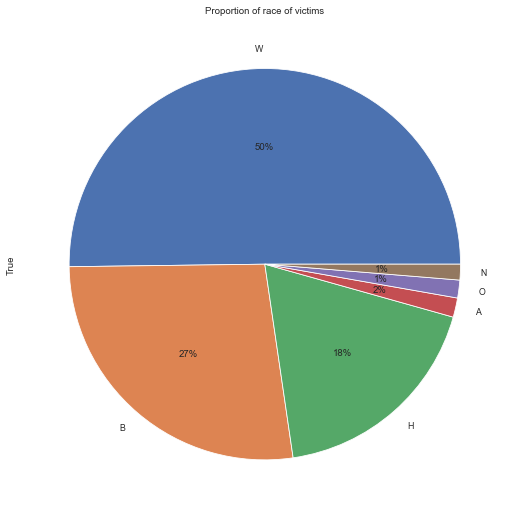 Proportion of race of victims
W
50%
True
1%
N
1%
O
2%
A
27%
18%
B
H